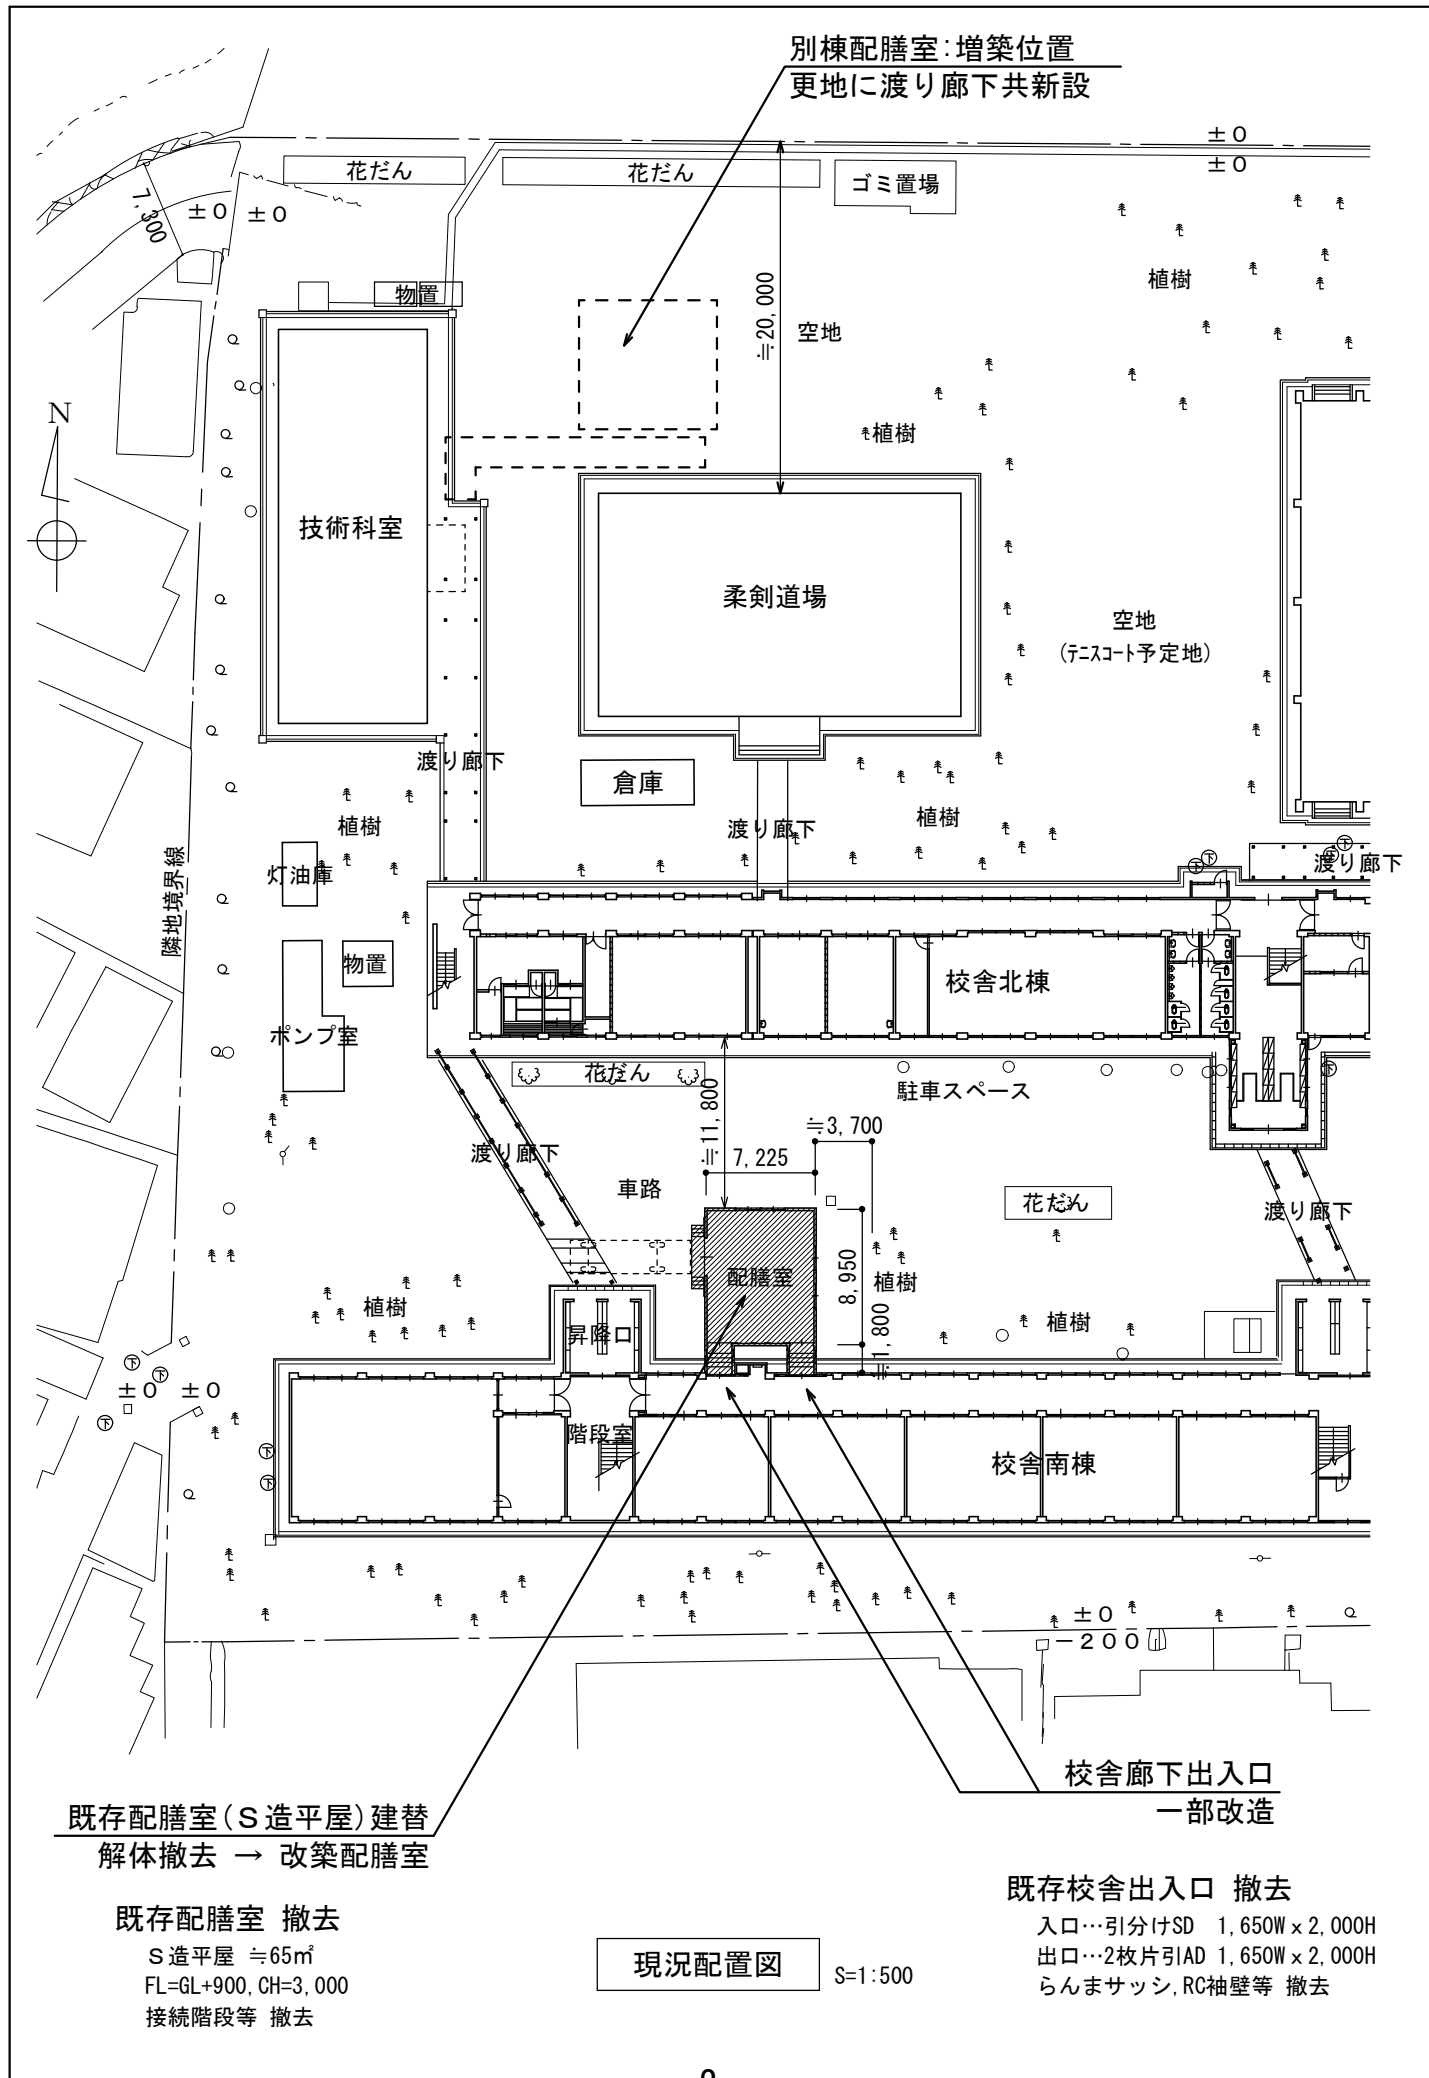 別棟配膳室:増築位置
更地に渡り廊下共新設
±0
±0
花だん
花だん
ゴミ置場
7,300
±0
±0
植樹
物置
≒20,000
空地
N
植樹
技術科室
柔剣道場
空地
(テニスコート予定地)
渡り廊下
倉庫
植樹
渡り廊下
植樹
下
下
下
下
渡り廊下
灯油庫
隣地境界線
物置
校舎北棟
ポンプ室
花だん
駐車スペース
下
≒11,800
≒3,700
7,225
渡り廊下
車路
花だん
渡り廊下
8,950
配膳室
植樹
植樹
≒1,800
植樹
昇降口
下
下
±0
±0
下
階段室
下
下
校舎南棟
±0
-200
校舎廊下出入口
一部改造
既存配膳室(S造平屋)建替
解体撤去 → 改築配膳室
既存配膳室 撤去
S造平屋 ≒65㎡
FL=GL+900,CH=3,000
接続階段等 撤去
現況配置図
S=1:500
既存校舎出入口 撤去
入口…引分けSD 1,650W x 2,000H
出口…2枚片引AD 1,650W x 2,000H
らんまサッシ,RC袖壁等 撤去